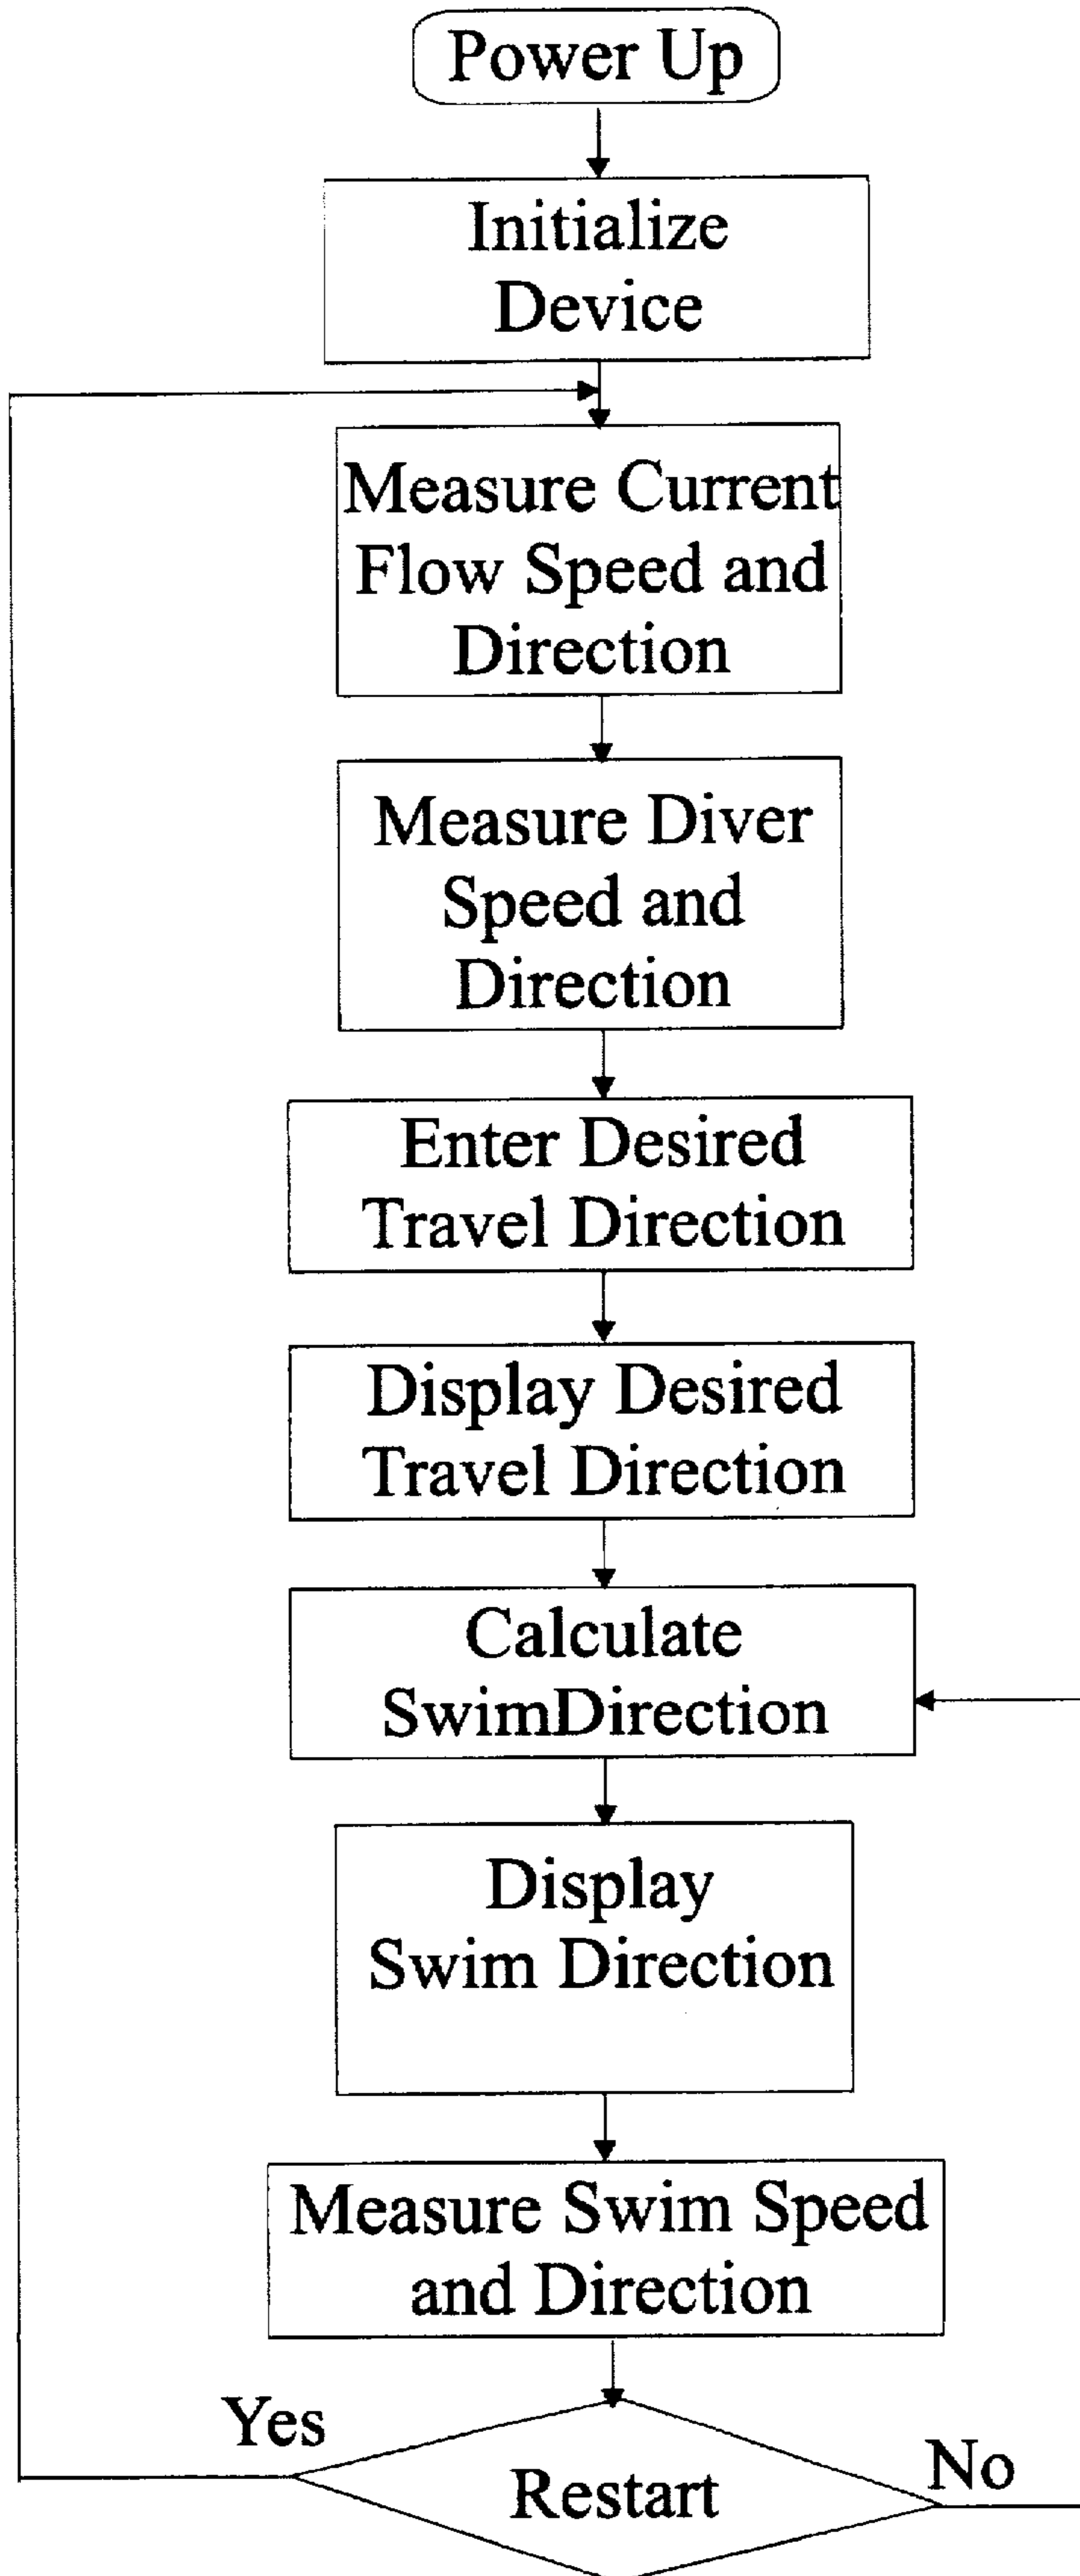 Power Up
Initialize
Device
Measure Current
Flow Speed and
Direction
Measure Diver
Speed and
Direction
Enter Desired
Travel Direction
Display Desired
Travel Direction
Calculate
SwimDirection
Display
Swim Direction
Measure Swim Speed
and Direction
Yes
No
Restart